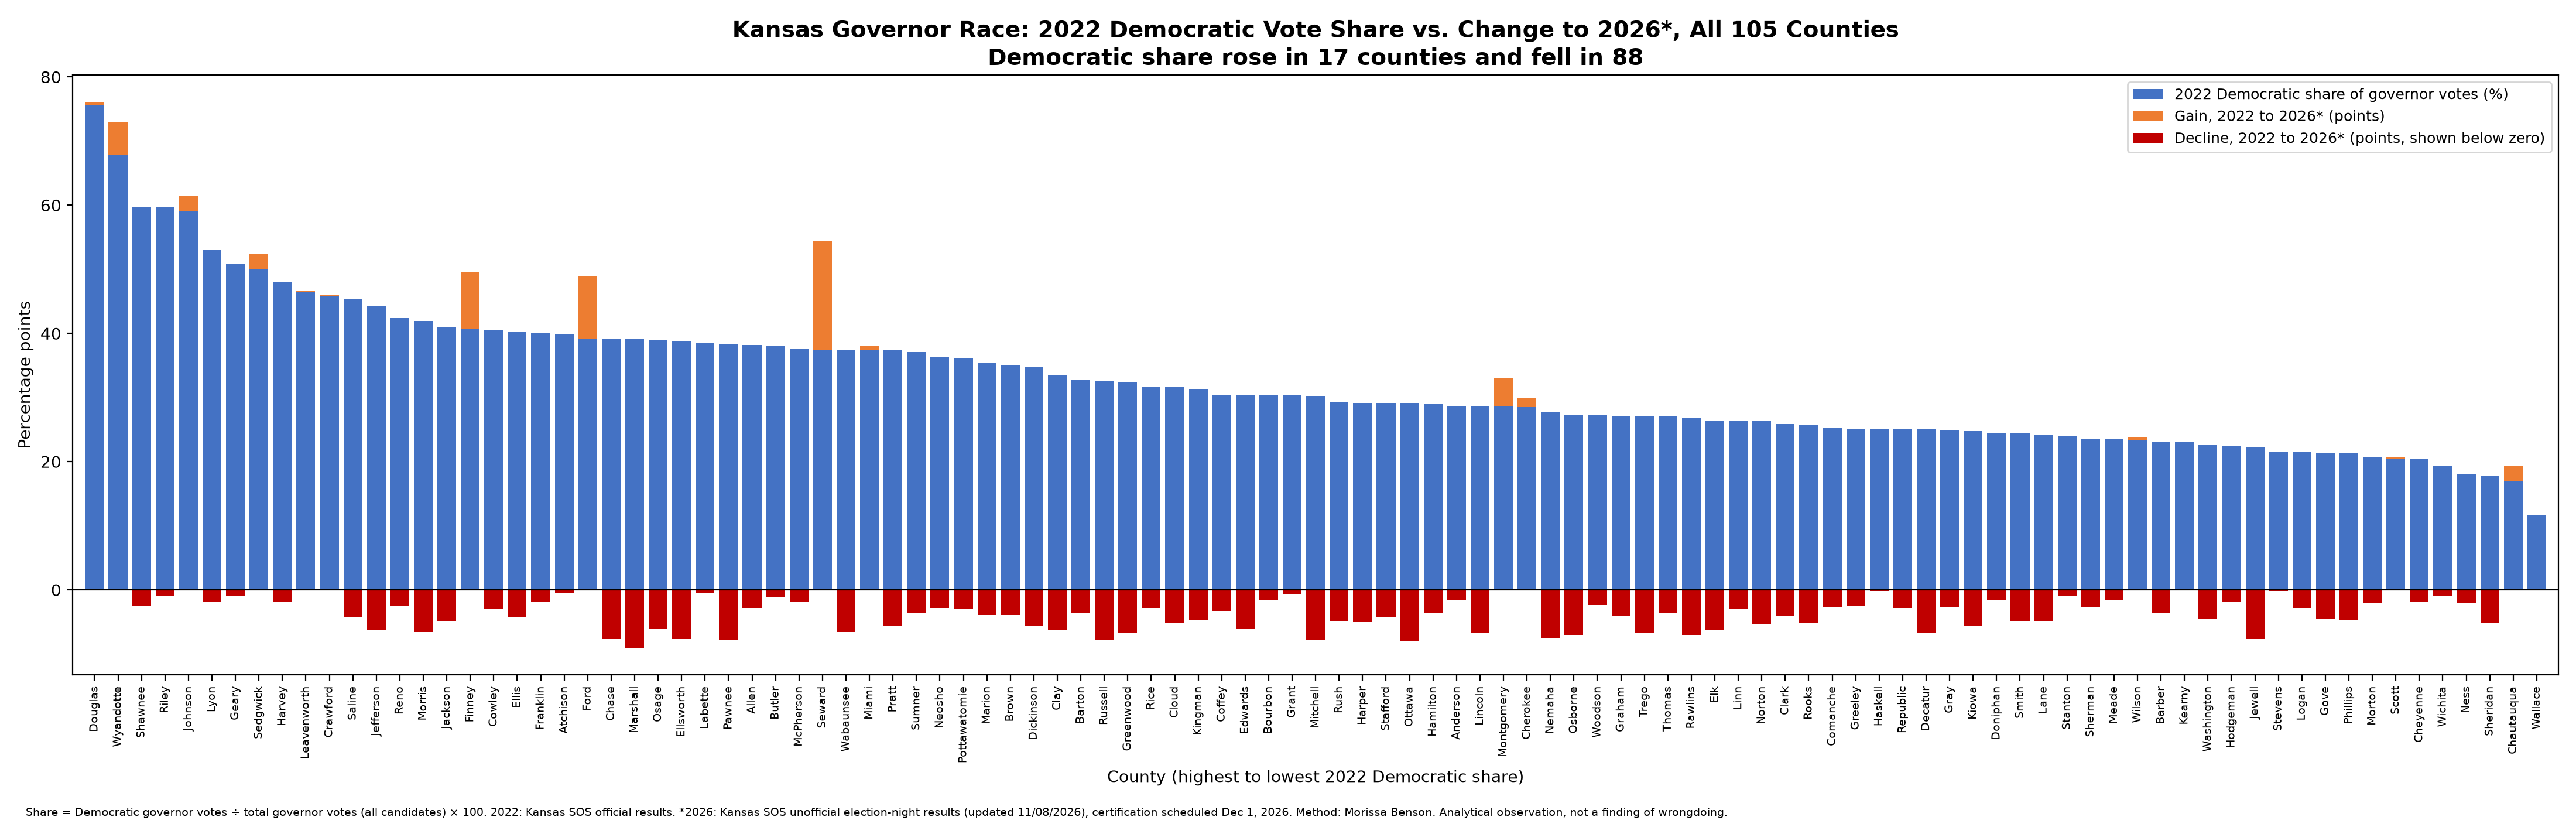 Kansas Governor Race: 2022 Democratic Vote Share vs. Change to 2026*, All 105 Counties
Democratic share rose in 17 counties and fell in 88
2022 Democratic share of governor votes (%)
Gain, 2022 to 2026* (points)
Decline, 2022 to 2026* (points, shown below zero)
Percentage points
80
60
40
20
0
Douglas
Wyandotte
Shawnee
Riley
Johnson
Lyon
Geary
Sedgwick
Harvey
Leavenworth
Crawford
Saline
Jefferson
Reno
Morris
Jackson
Finney
Cowley
Ellis
Franklin
Atchison
Ford
Chase
Marshall
Osage
Ellsworth
Labette
Pawnee
Allen
Butler
McPherson
Seward
Wabaunsee
Miami
Pratt
Sumner
Neosho
Pottawatomie
Marion
Brown
Dickinson
Clay
Barton
Russell
Greenwood
Rice
Cloud
Kingman
Coffey
Edwards
Bourbon
Grant
Mitchell
Rush
Harper
Stafford
Ottawa
Hamilton
Anderson
Lincoln
Montgomery
Cherokee
Nemaha
Osborne
Woodson
Graham
Trego
Thomas
Rawlins
Elk
Linn
Norton
Clark
Rooks
Comanche
Greeley
Haskell
Republic
Decatur
Gray
Kiowa
Doniphan
Smith
Lane
Stanton
Sherman
Meade
Wilson
Barber
Kearny
Washington
Hodgeman
Jewell
Stevens
Logan
Gove
Phillips
Morton
Scott
Cheyenne
Wichita
Ness
Sheridan
Chautauqua
Wallace
County (highest to lowest 2022 Democratic share)
Share = Democratic governor votes ÷ total governor votes (all candidates) × 100. 2022: Kansas SOS official results. *2026: Kansas SOS unofficial election-night results (updated 11/08/2026), certification scheduled Dec 1, 2026. Method: Morissa Benson. Analytical observation, not a finding of wrongdoing.